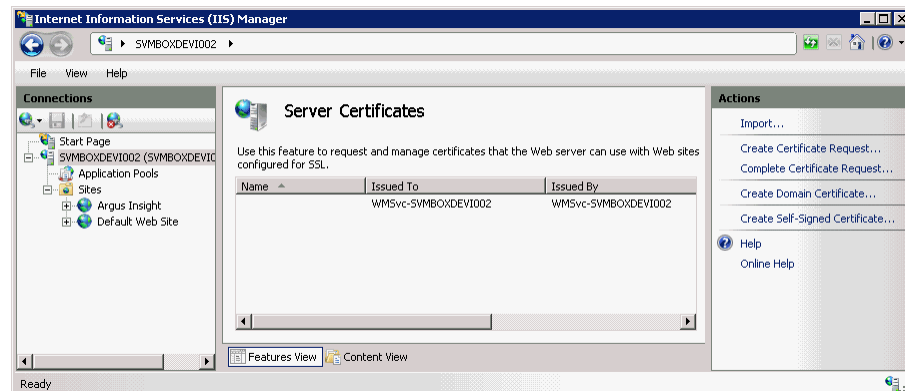 Internet Information Services (IIS) Manager
SVMBOXDEVI002
File View Help
Connections
Start Page
SVMBOXDEVI002 (SVMBOXDEVIC
Application Pools
Sites
Argus Insight
Default Web Site
Server Certificates
Use this feature to request and manage certificates that the Web server can use with Web sites
configured for SSL.
Name Issued To Issued By
WMSvc-SVMBOXDEVI002 WMSvc-SVMBOXDEVI002
Features View Content View
Actions
Import...
Create Certificate Request...
Complete Certificate Request...
Create Domain Certificate...
Create Self-Signed Certificate...
Help
Online Help
Ready